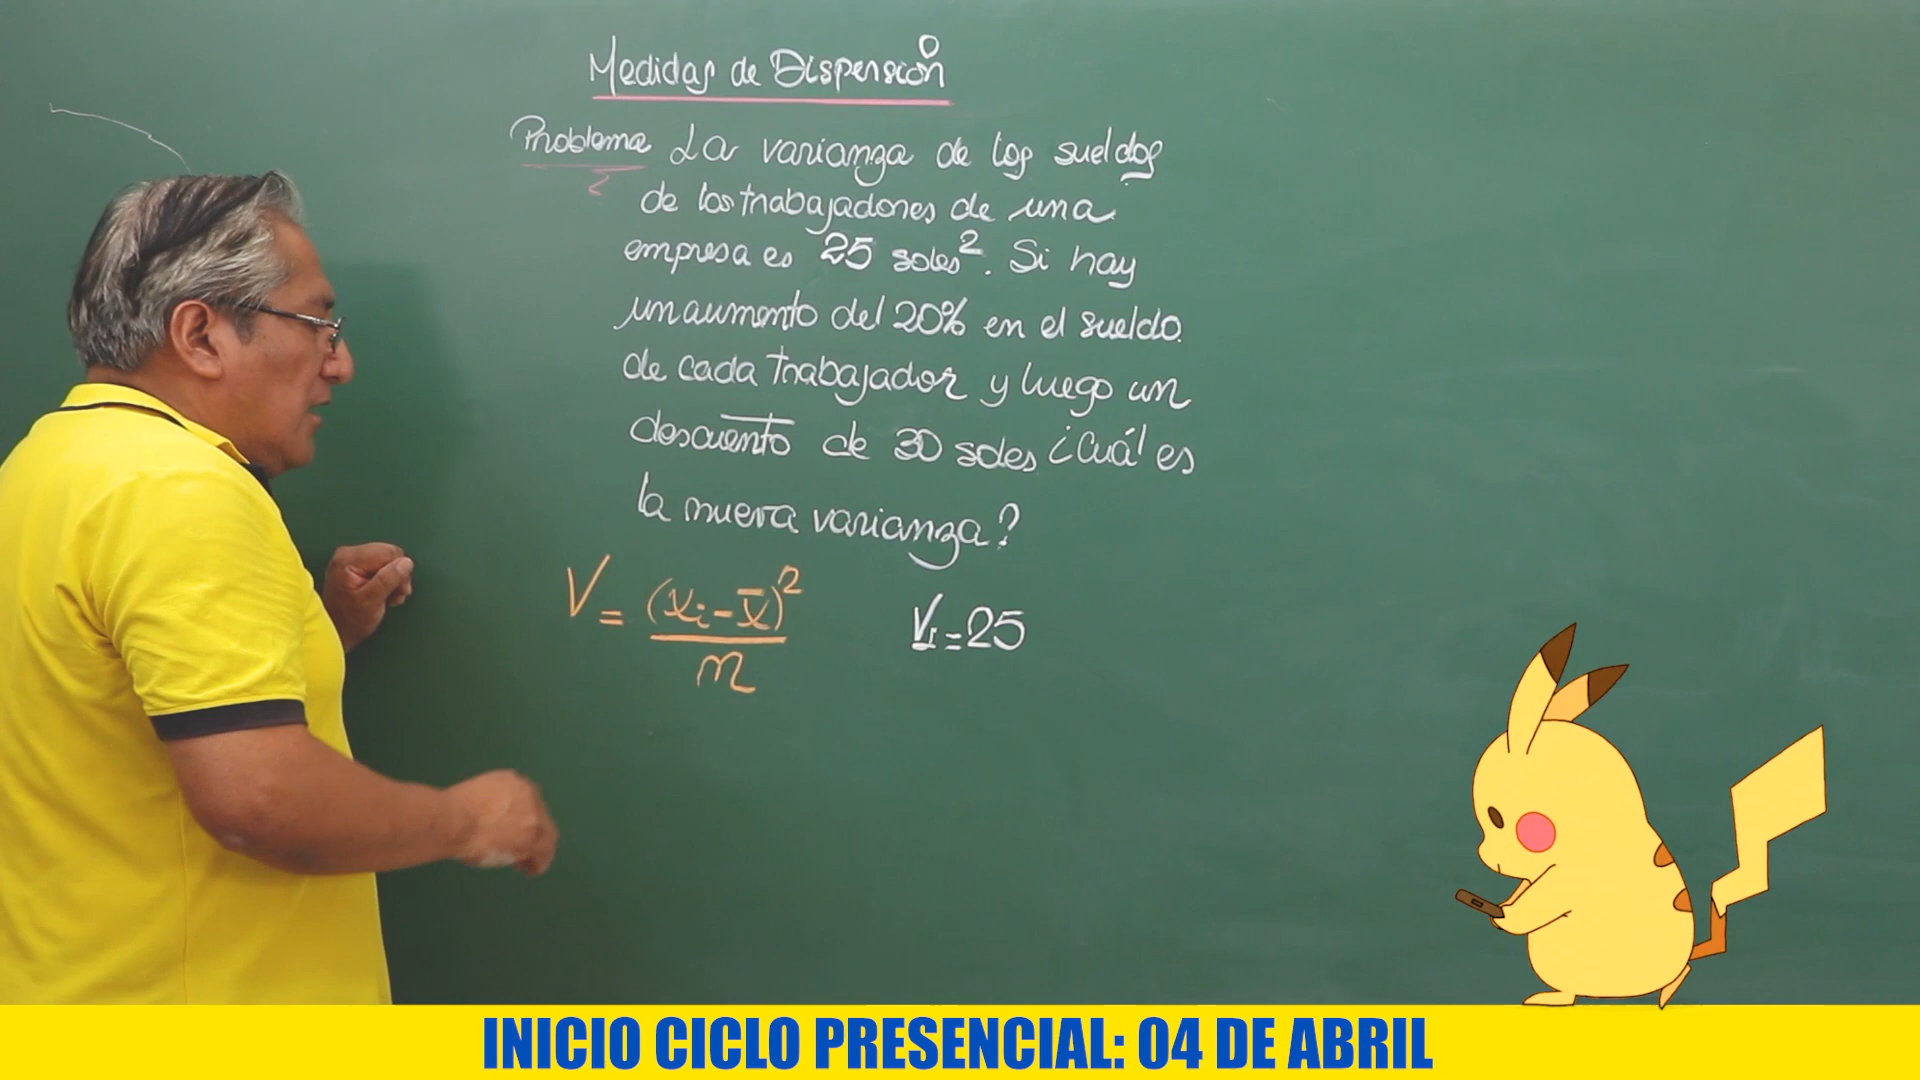 Medidas de Dispersión
Problema La varianza de los sueldos
de los trabajadores de una
empresa es 25 soles². Si hay
un aumento del 20% en el sueldo.
de cada trabajador y luego un
descuento de 30 soles ¿Cuál es
la nueva varianza?
V = (xᵢ - x̄)² / n
Vᵢ = 25
INICIO CICLO PRESENCIAL: 04 DE ABRIL